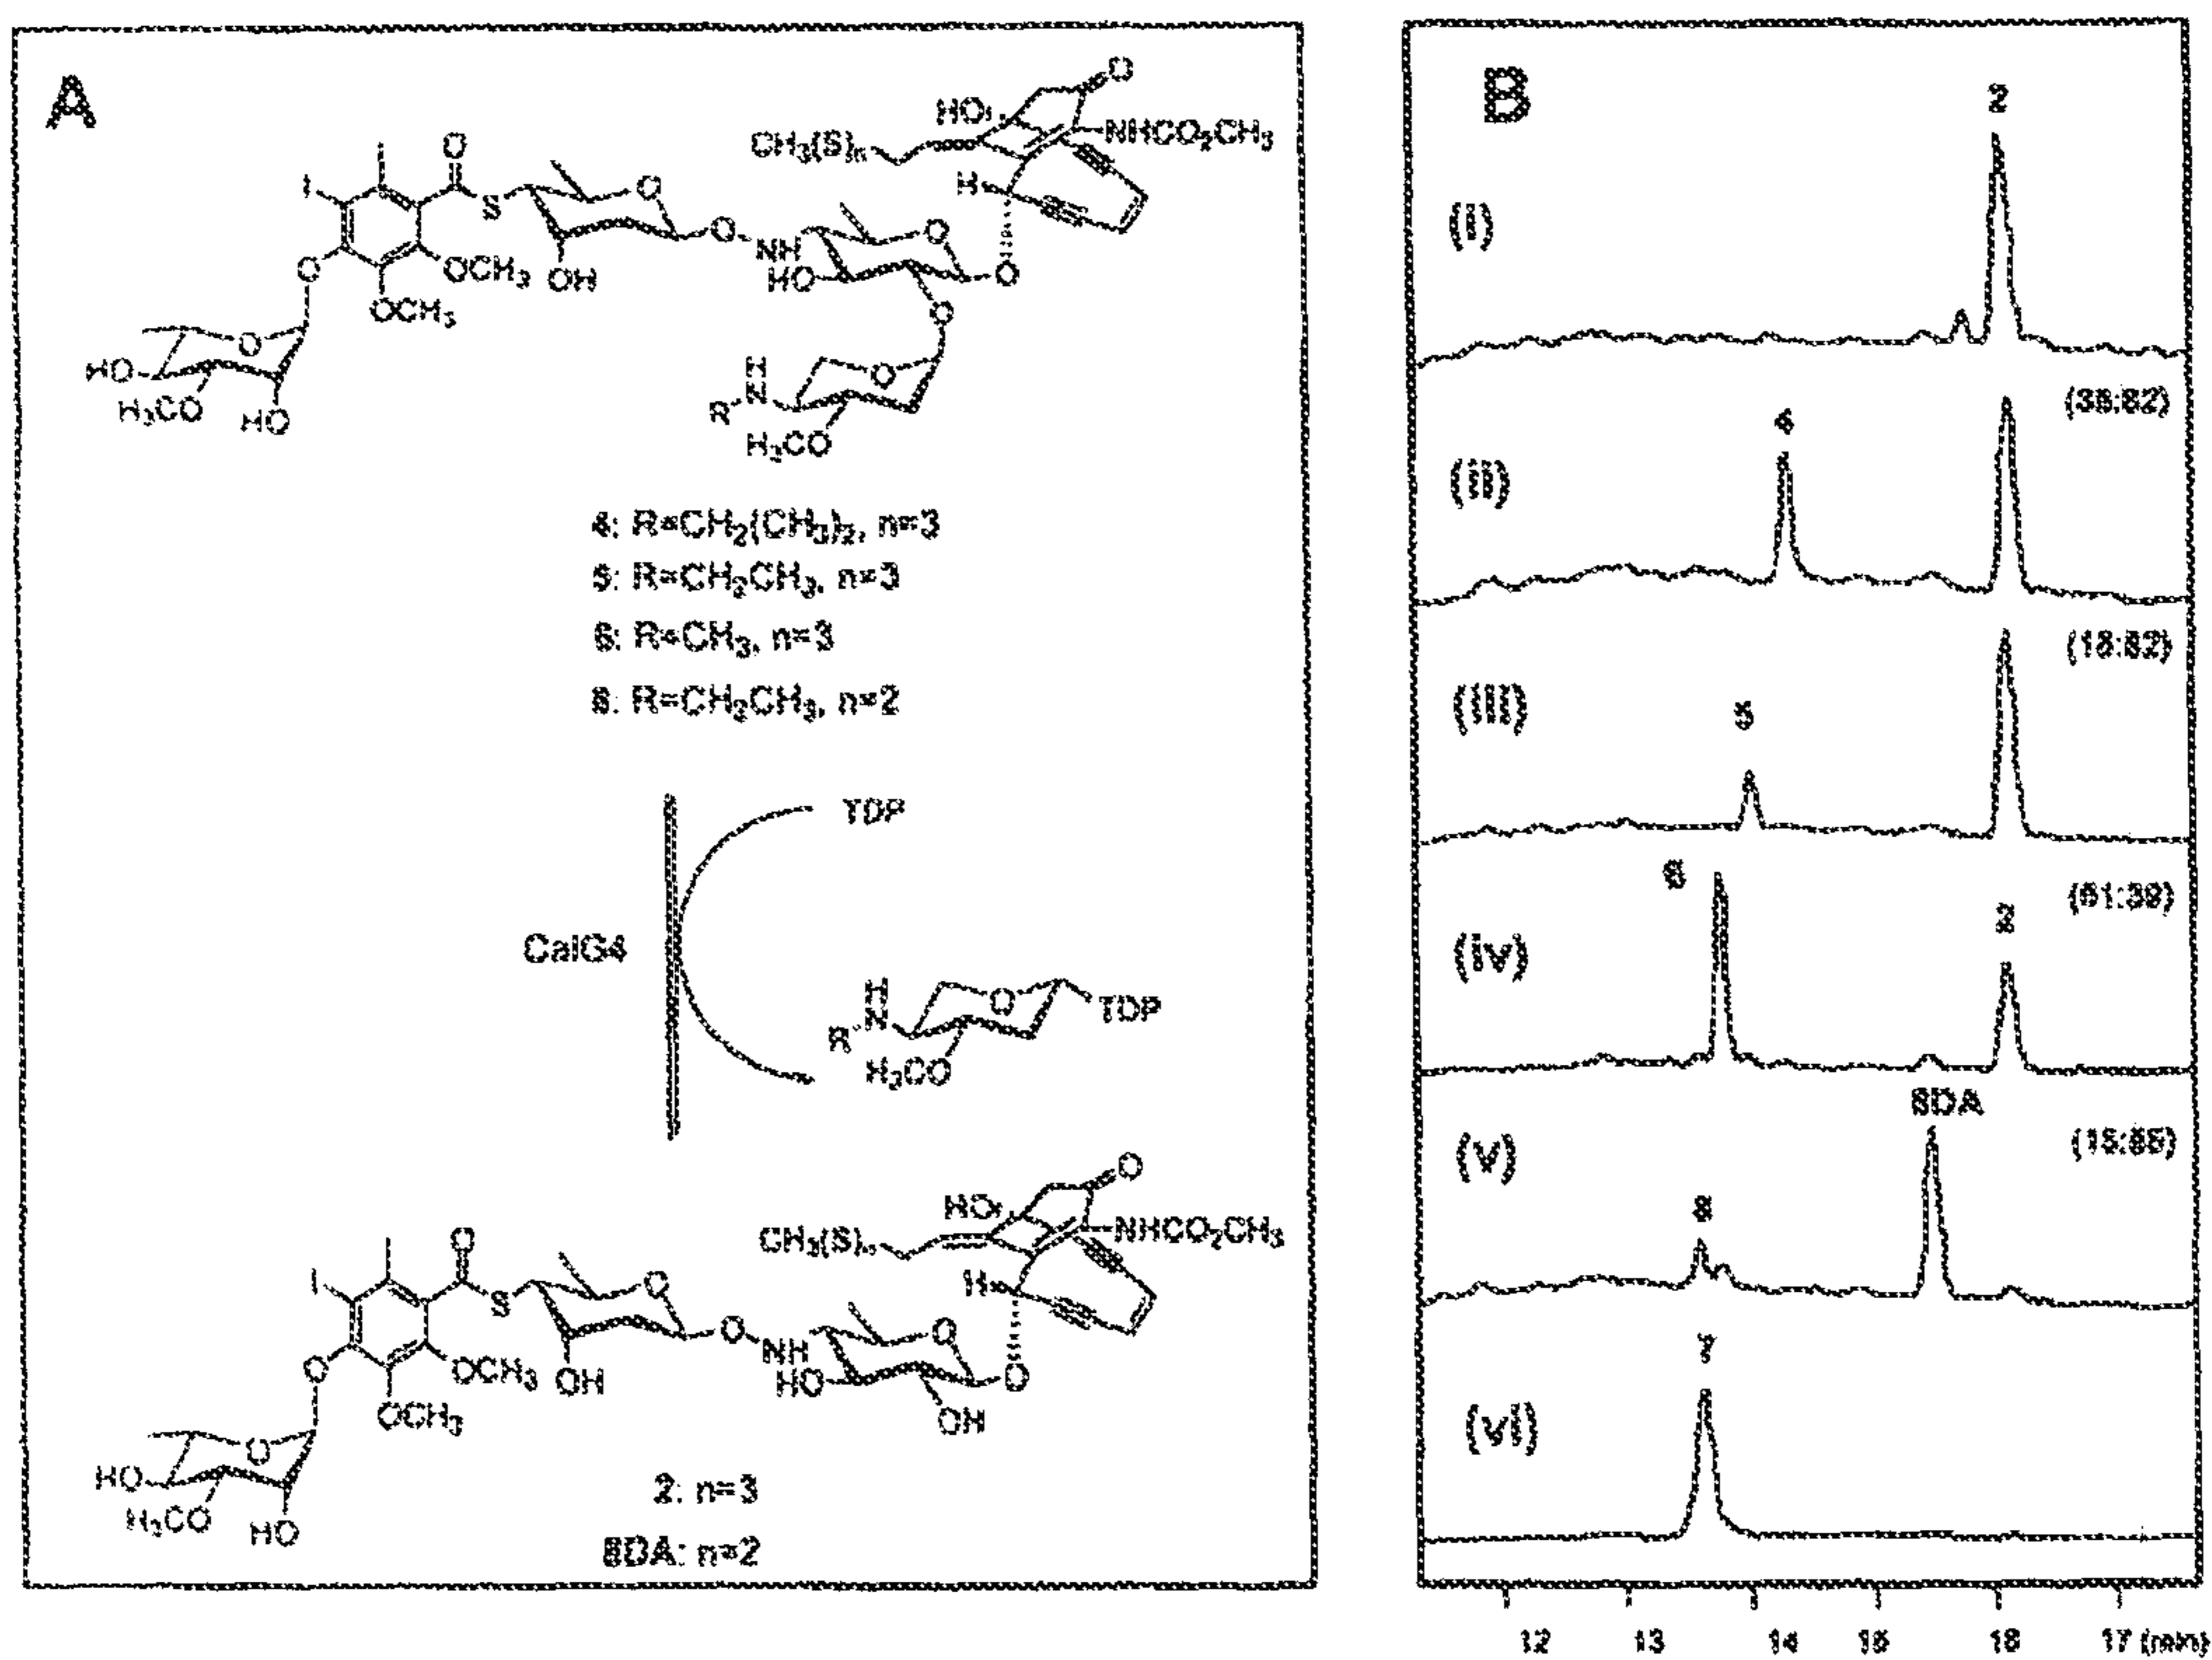 A
O
HO
NHCO2CH3
CH3(S)n
H
O
I
S
O
O
NH
O
HO
O
O
OCH3
OH
OCH3
O
O
HO
H3CO
HO
H
N
R
O
H3CO
4: R=CH2(CH3)2, n=3
5: R=CH2CH3, n=3
6: R=CH3, n=3
8: R=CH2CH3, n=2
TDP
CalG4
H
N
R
O
TDP
H3CO
O
HO
NHCO2CH3
CH3(S)n
H
O
I
S
O
O
NH
O
HO
O
OH
O
OCH3
OH
OCH3
O
HO
H3CO
HO
2: n=3
8DA: n=2
B
2
(i)
4
(ii)
5
(iii)
(18:82)
6
(iv)
(61:39)
2
8DA
(v)
8
7
(vi)
12 13 14 15 16 17 (min)